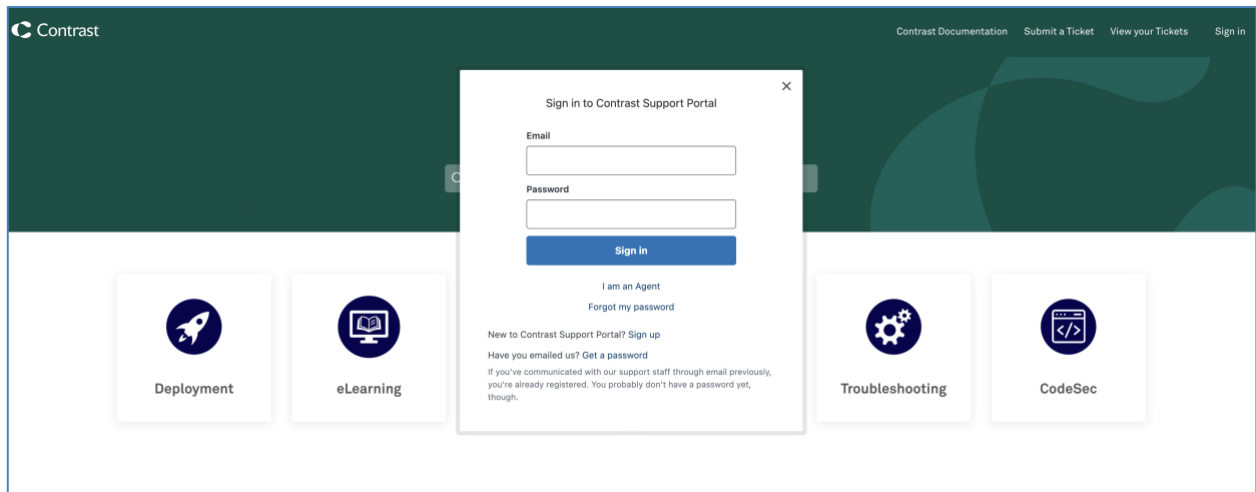 Contrast
Contrast Documentation Submit a Ticket View your Tickets Sign in
Sign in to Contrast Support Portal
Email
Password
Sign in
I am an Agent
Forgot my password
New to Contrast Support Portal? Sign up
Have you emailed us? Get a password
If you've communicated with our support staff through email previously,
you're already registered. You probably don't have a password yet,
though.
Deployment
eLearning
Troubleshooting
CodeSec